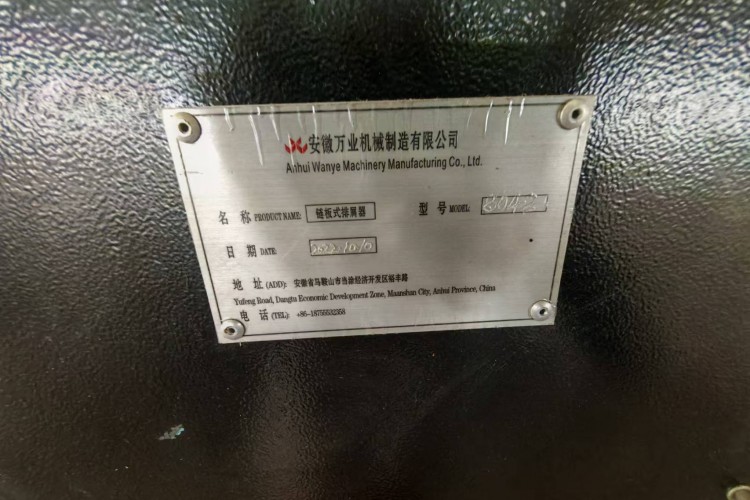 安徽万业机械制造有限公司
Anhui Wanye Machinery Manufacturing Co., Ltd.
名 称 PRODUCT NAME: 链板式排屑器 型 号 MODEL:
日 期 DATE: 2022.10.10
地 址 (ADD): 安徽省马鞍山市当涂经济开发区裕丰路
Yufeng Road, Dangtu Economic Development Zone, Maanshan City, Anhui Province, China
电 话 (TEL): +86-18755532358